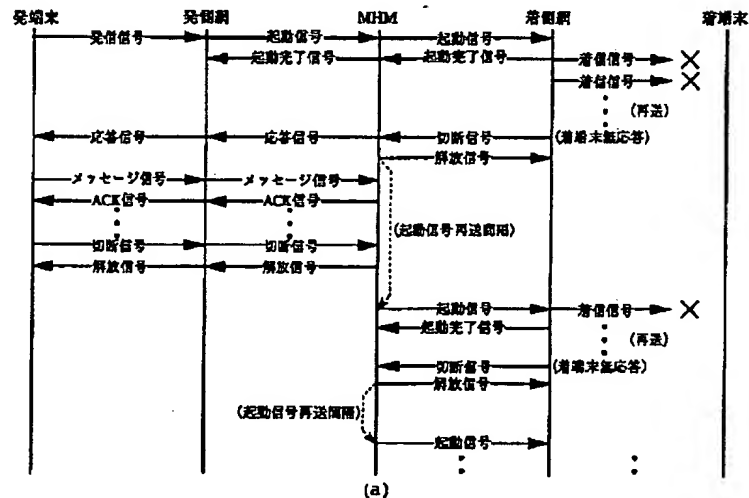 発端末 発側網 MHM 着側網 着端末
発信信号 起動信号 起動信号
起動完了信号 起動完了信号 着信信号
着信信号
(再送)
応答信号 応答信号 切断信号 (着端末無応答)
解放信号
メッセージ信号 メッセージ信号
ACK信号 ACK信号
(起動信号再送間隔)
切断信号 切断信号
解放信号 解放信号
起動信号 着信信号
起動完了信号
(再送)
切断信号 (着端末無応答)
解放信号
(起動信号再送間隔)
起動信号
(a)